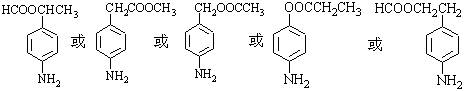 HCOOCHCH₃ 或 CH₂COOCH₃ 或 CH₂OOCCH₃ 或 OOCCH₂CH₃ 或 HCOOCH₂CH₂
NH₂ NH₂ NH₂ NH₂ NH₂